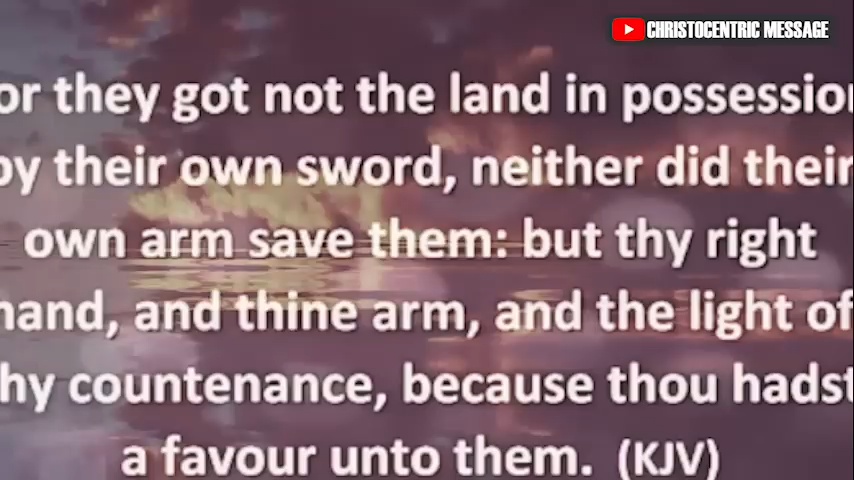 CHRISTOCENTRIC MESSAGE
or they got not the land in possession
by their own sword, neither did their
own arm save them: but thy right
hand, and thine arm, and the light of
hy countenance, because thou hadst
a favour unto them. (KJV)